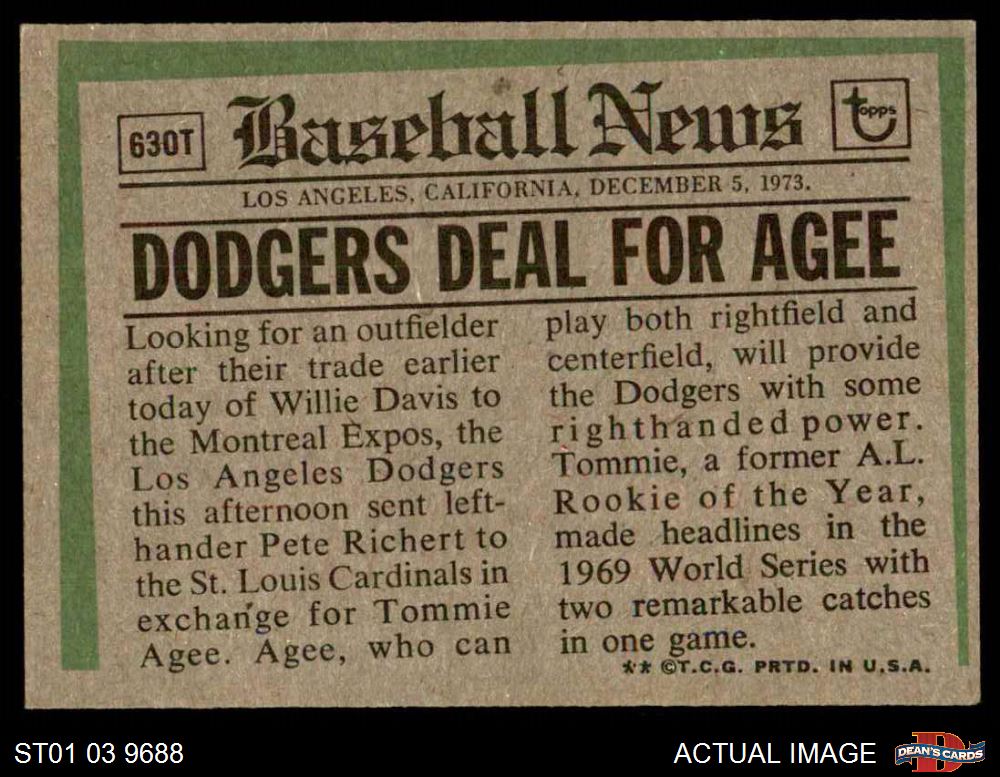 630T
Baseball News
topps
LOS ANGELES, CALIFORNIA, DECEMBER 5, 1973.
DODGERS DEAL FOR AGEE
Looking for an outfielder
after their trade earlier
today of Willie Davis to
the Montreal Expos, the
Los Angeles Dodgers
this afternoon sent left-
hander Pete Richert to
the St. Louis Cardinals in
exchange for Tommie
Agee. Agee, who can
play both rightfield and
centerfield, will provide
the Dodgers with some
righthanded power.
Tommie, a former A.L.
Rookie of the Year,
made headlines in the
1969 World Series with
two remarkable catches
in one game.
** ©T.C.G. PRTD. IN U.S.A.
ST01 03 9688
ACTUAL IMAGE
D
DEAN'S CARDS